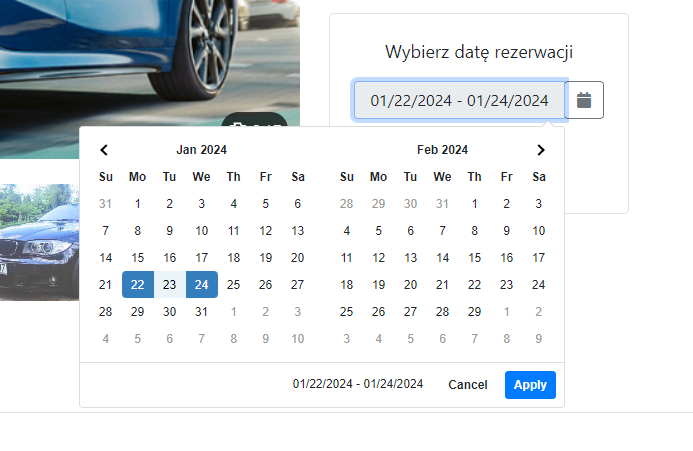 Wybierz datę rezerwacji
01/22/2024 - 01/24/2024
Jan 2024
Su Mo Tu We Th Fr Sa
31 1 2 3 4 5 6
7 8 9 10 11 12 13
14 15 16 17 18 19 20
21 22 23 24 25 26 27
28 29 30 31 1 2 3
4 5 6 7 8 9 10
Feb 2024
Su Mo Tu We Th Fr Sa
28 29 30 31 1 2 3
4 5 6 7 8 9 10
11 12 13 14 15 16 17
18 19 20 21 22 23 24
25 26 27 28 29 1 2
3 4 5 6 7 8 9
01/22/2024 - 01/24/2024 Cancel Apply